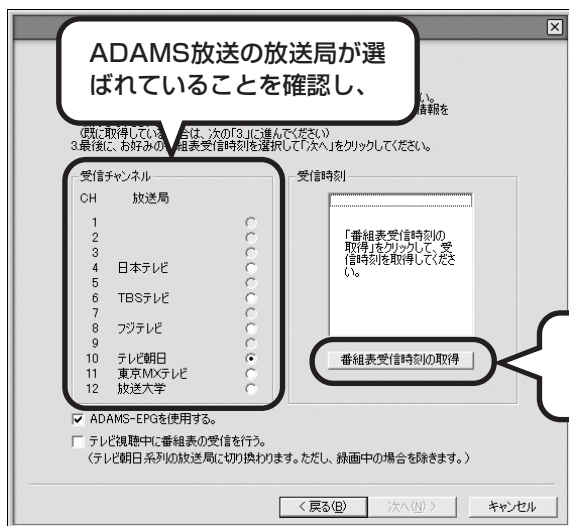 ADAMS放送の放送局が選
ばれていることを確認し、
い。
情報を
(既に取得している場合は、次の「3.」に進んでください)
3.最後に、お好みの番組表受信時刻を選択して「次へ」をクリックしてください。
受信チャンネル
CH 放送局
1
2
3
4 日本テレビ
5
6 TBSテレビ
7
8 フジテレビ
9
10 テレビ朝日
11 東京MXテレビ
12 放送大学
受信時刻
「番組表受信時刻の
取得」をクリックして、受
信時刻を取得してくださ
い。
番組表受信時刻の取得
ADAMS-EPGを使用する。
テレビ視聴中に番組表の受信を行う。
(テレビ朝日系列の放送局に切り換わります。ただし、録画中の場合を除きます。)
< 戻る(B)
次へ(N) >
キャンセル